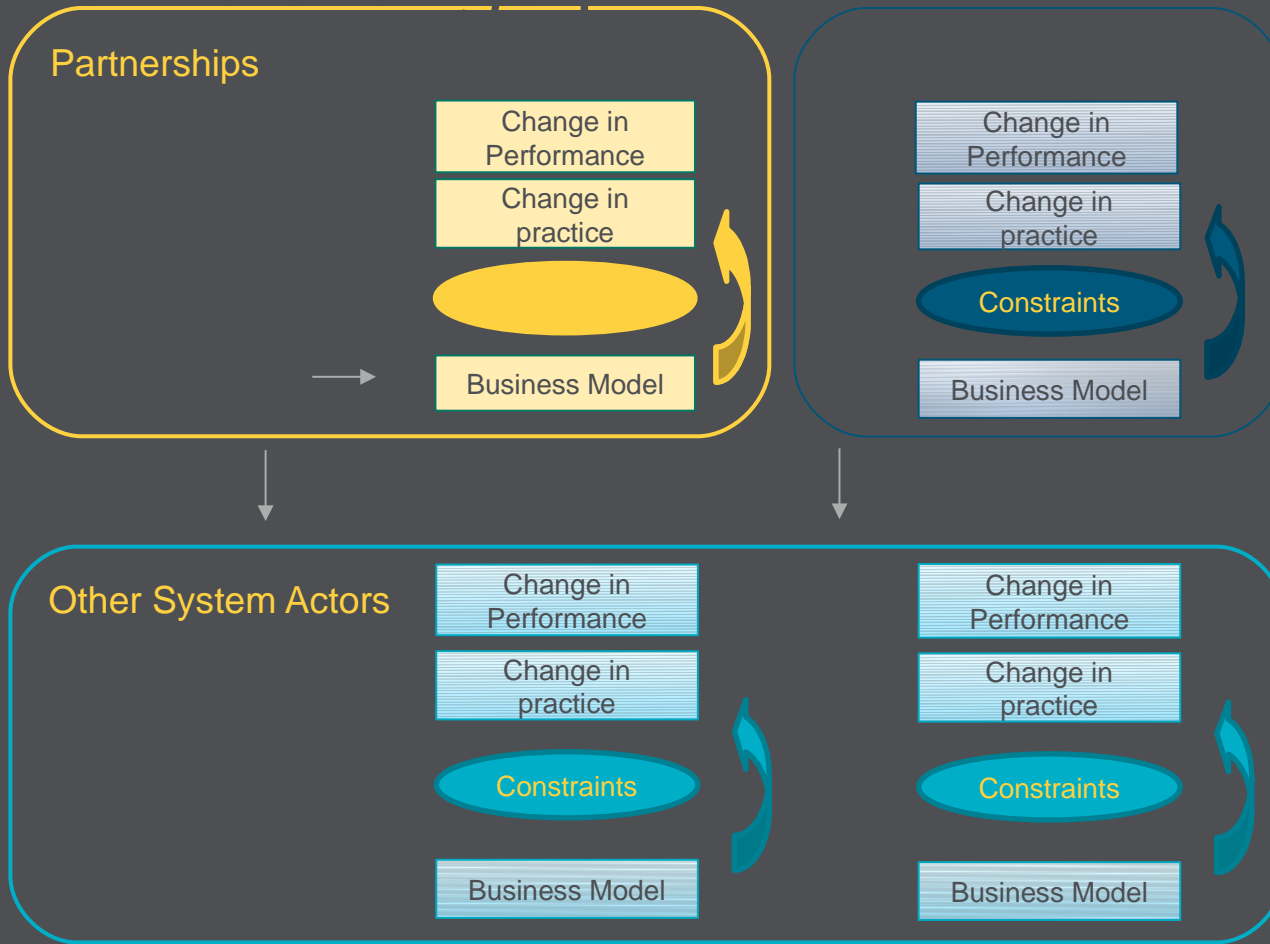 Partnerships
Change in
Performance
Change in
practice
Business Model
Change in
Performance
Change in
practice
Constraints
Business Model
Other System Actors
Change in
Performance
Change in
practice
Constraints
Business Model
Change in
Performance
Change in
practice
Constraints
Business Model